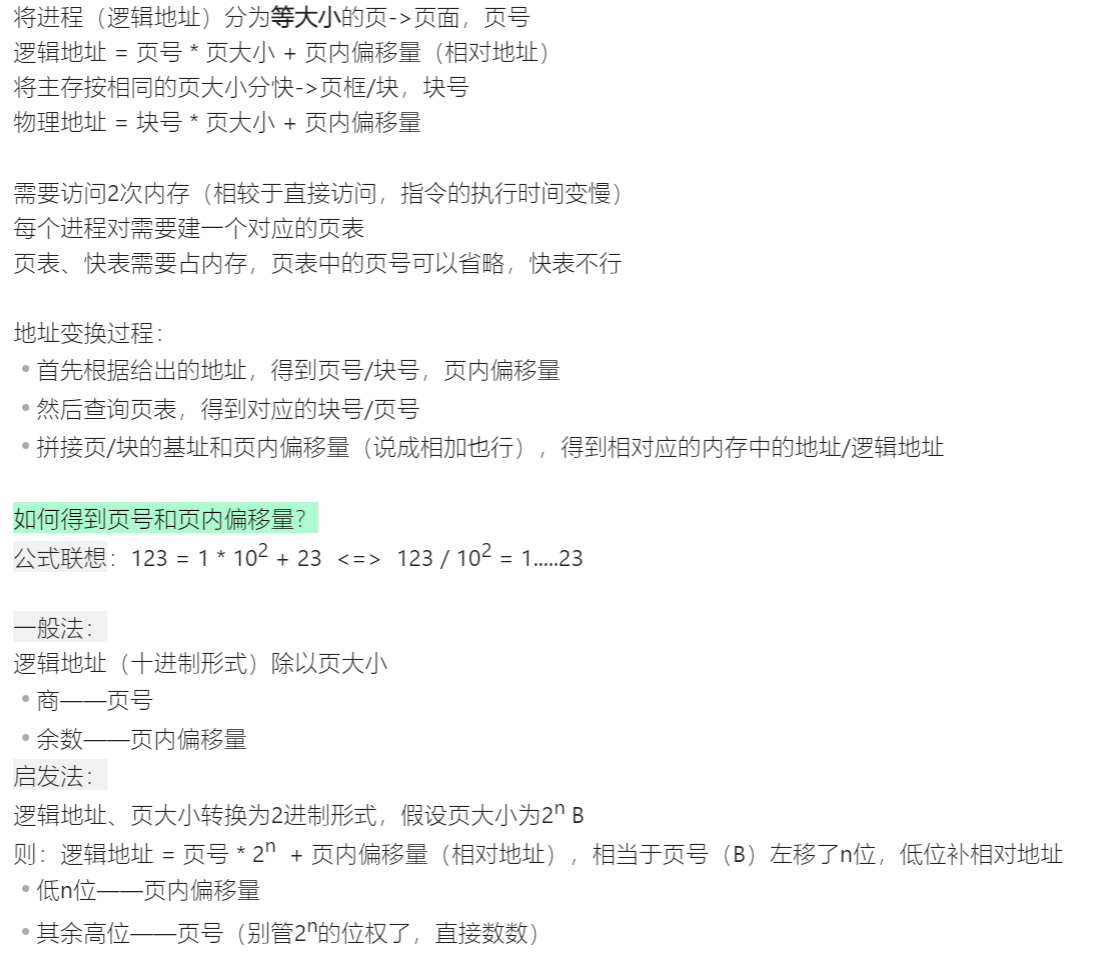 将进程（逻辑地址）分为等大小的页->页面，页号
逻辑地址 = 页号 * 页大小 + 页内偏移量（相对地址）
将主存按相同的页大小分快->页框/块，块号
物理地址 = 块号 * 页大小 + 页内偏移量
需要访问2次内存（相较于直接访问，指令的执行时间变慢）
每个进程对需要建一个对应的页表
页表、快表需要占内存，页表中的页号可以省略，快表不行
地址变换过程：
• 首先根据给出的地址，得到页号/块号，页内偏移量
• 然后查询页表，得到对应的块号/页号
• 拼接页/块的基址和页内偏移量（说成相加也行），得到相对应的内存中的地址/逻辑地址
如何得到页号和页内偏移量？
公式联想：123 = 1 * 10² + 23 <=> 123 / 10² = 1.....23
一般法：
逻辑地址（十进制形式）除以页大小
• 商——页号
• 余数——页内偏移量
启发法：
逻辑地址、页大小转换为2进制形式，假设页大小为2ⁿ B
则：逻辑地址 = 页号 * 2ⁿ + 页内偏移量（相对地址），相当于页号（B）左移了n位，低位补相对地址
• 低n位——页内偏移量
• 其余高位——页号（别管2ⁿ的位权了，直接数数）